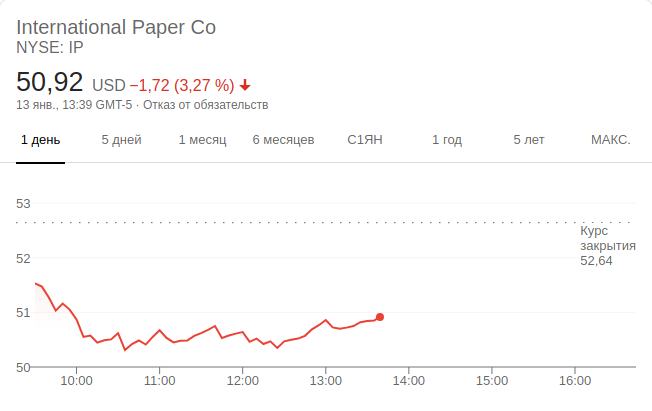 International Paper Co
NYSE: IP
50,92 USD −1,72 (3,27 %)
13 янв., 13:39 GMT-5 · Отказ от обязательств
1 день 5 дней 1 месяц 6 месяцев С1ЯН 1 год 5 лет МАКС.
53
Курс
закрытия
52,64
52
51
50
10:00 11:00 12:00 13:00 14:00 15:00 16:00